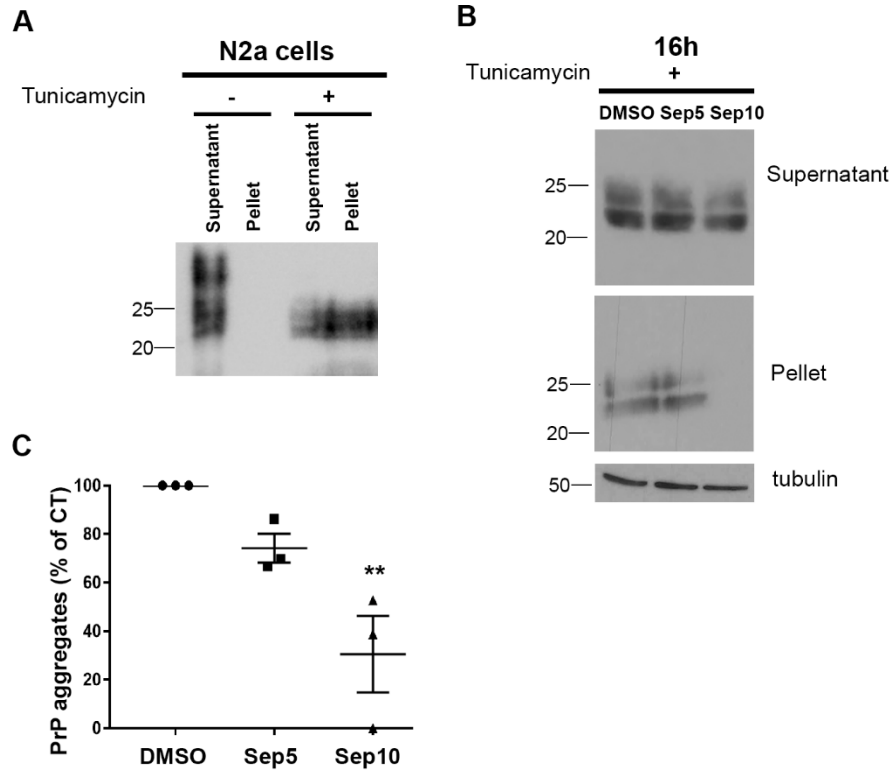 A
N2a cells
Tunicamycin - +
Supernatant
Pellet
Supernatant
Pellet
25
20
B
16h
Tunicamycin +
DMSO Sep5 Sep10
25
20
Supernatant
25
20
Pellet
50
tubulin
C
PrP aggregates (% of CT)
100
80
60
40
20
0
**
DMSO Sep5 Sep10